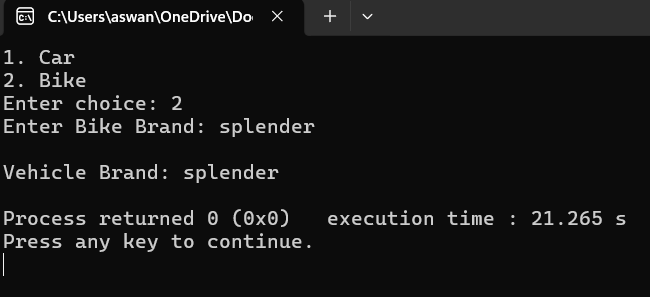 C:\Users\aswan\OneDrive\Do
1. Car
2. Bike
Enter choice: 2
Enter Bike Brand: splender
Vehicle Brand: splender
Process returned 0 (0x0)   execution time : 21.265 s
Press any key to continue.